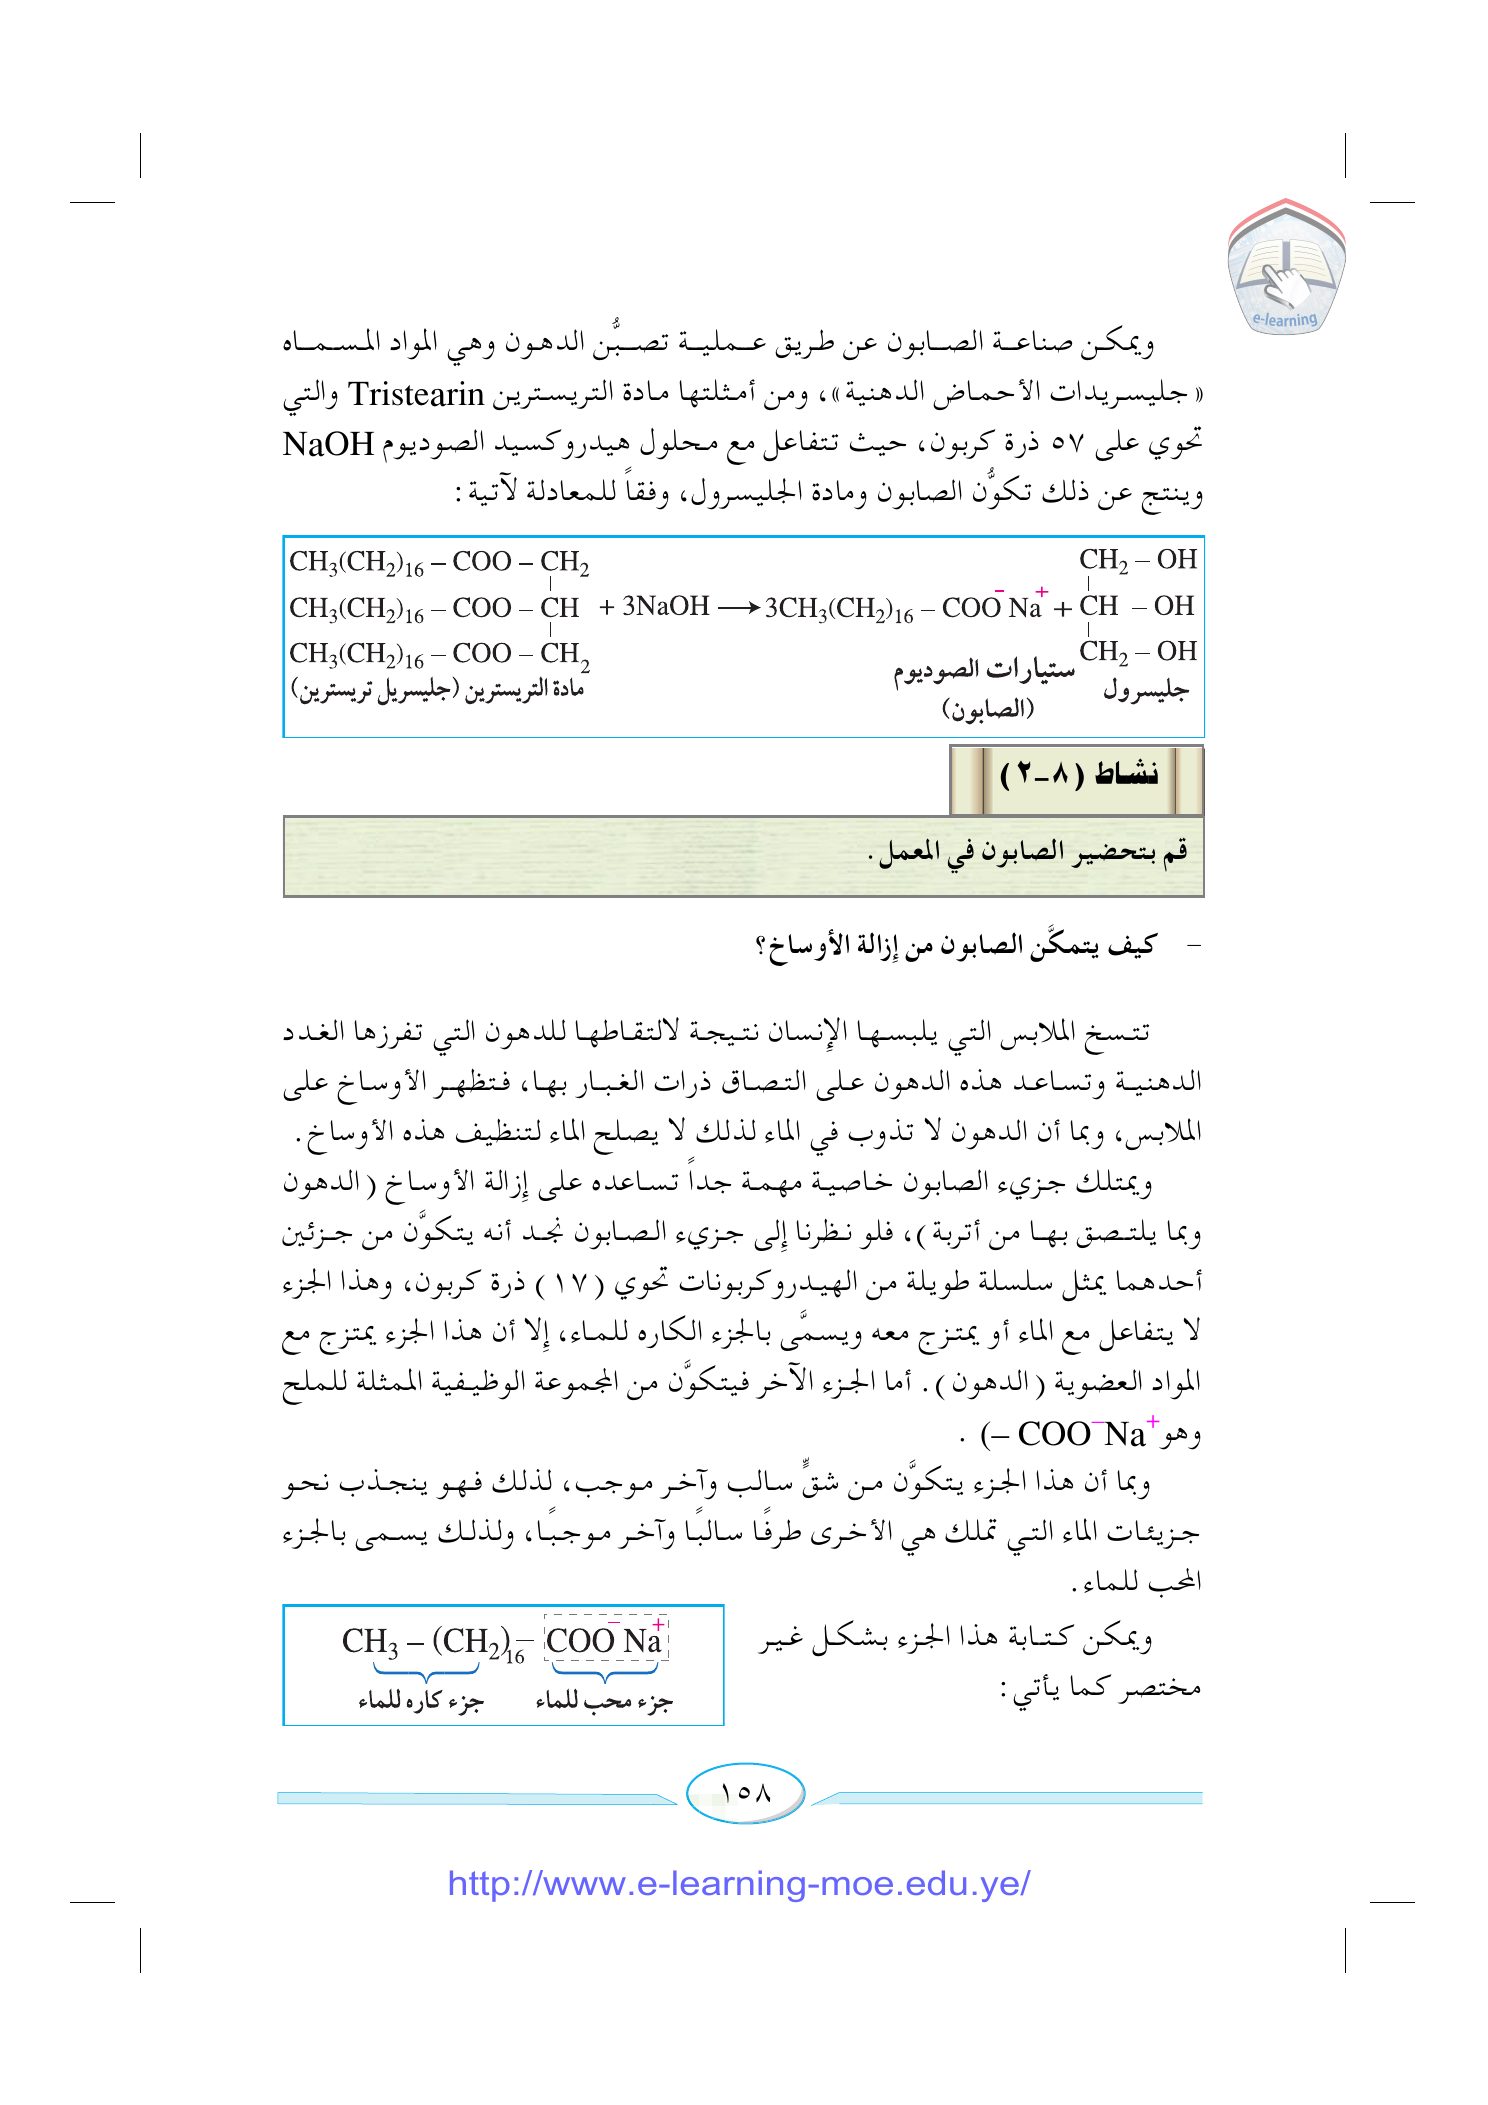 e-learning
ويمكن صناعة الصابون عن طريق عملية تصبُّن الدهون وهي المواد المسماه
«جليسريدات الأحماض الدهنية»، ومن أمثلتها مادة التريسترين Tristearin والتي
تحوي على ٥٧ ذرة كربون، حيث تتفاعل مع محلول هيدروكسيد الصوديوم NaOH
وينتج عن ذلك تكوُّن الصابون ومادة الجليسرول، وفقاً للمعادلة لآتية:
CH₃(CH₂)₁₆ – COO – CH₂ CH₂ – OH
CH₃(CH₂)₁₆ – COO – CH + 3NaOH ⟶ 3CH₃(CH₂)₁₆ – COO⁻ Na⁺ + CH – OH
CH₃(CH₂)₁₆ – COO – CH₂ CH₂ – OH
مادة التريسترين (جليسريل تريسترين) ستيارات الصوديوم جليسرول
(الصابون)
نشاط (٨-٢)
قم بتحضير الصابون في المعمل.
– كيف يتمكَّن الصابون من إزالة الأوساخ؟
تتسخ الملابس التي يلبسها الإنسان نتيجة لالتقاطها للدهون التي تفرزها الغدد
الدهنية وتساعد هذه الدهون على التصاق ذرات الغبار بها، فتظهر الأوساخ على
الملابس، وبما أن الدهون لا تذوب في الماء لذلك لا يصلح الماء لتنظيف هذه الأوساخ.
ويمتلك جزيء الصابون خاصية مهمة جداً تساعده على إزالة الأوساخ (الدهون
وبما يلتصق بها من أتربة)، فلو نظرنا إلى جزيء الصابون نجد أنه يتكوَّن من جزئين
أحدهما يمثل سلسلة طويلة من الهيدروكربونات تحوي (١٧) ذرة كربون، وهذا الجزء
لا يتفاعل مع الماء أو يمتزج معه ويسمَّى بالجزء الكاره للماء، إلا أن هذا الجزء يمتزج مع
المواد العضوية (الدهون). أما الجزء الآخر فيتكوَّن من المجموعة الوظيفية الممثلة للملح
وهو (– COO⁻Na⁺ .
وبما أن هذا الجزء يتكوَّن من شقٍّ سالب وآخر موجب، لذلك فهو ينجذب نحو
جزيئات الماء التي تملك هي الأخرى طرفًا سالبًا وآخر موجبًا، ولذلك يسمى بالجزء
المحب للماء.
ويمكن كتابة هذا الجزء بشكل غير
مختصر كما يأتي:
CH₃ – (CH₂)₁₆ – COO⁻ Na⁺
جزء كاره للماء جزء محب للماء
١٥٨
http://www.e-learning-moe.edu.ye/